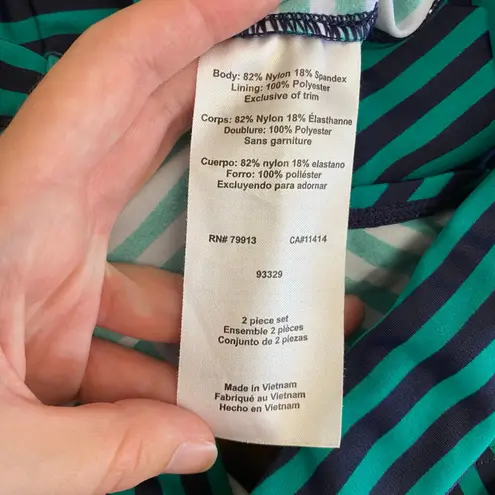 Body: 82% Nylon 18% Spandex
Lining: 100% Polyester
Exclusive of trim
Corps: 82% Nylon 18% Élasthanne
Doublure: 100% Polyester
Sans garniture
Cuerpo: 82% nylon 18% elastano
Forro: 100% poliéster
Excluyendo para adornar
RN# 79913 CA#11414
93329
2 piece set
Ensemble 2 pièces
Conjunto de 2 piezas
Made in Vietnam
Fabriqué au Vietnam
Hecho en Vietnam